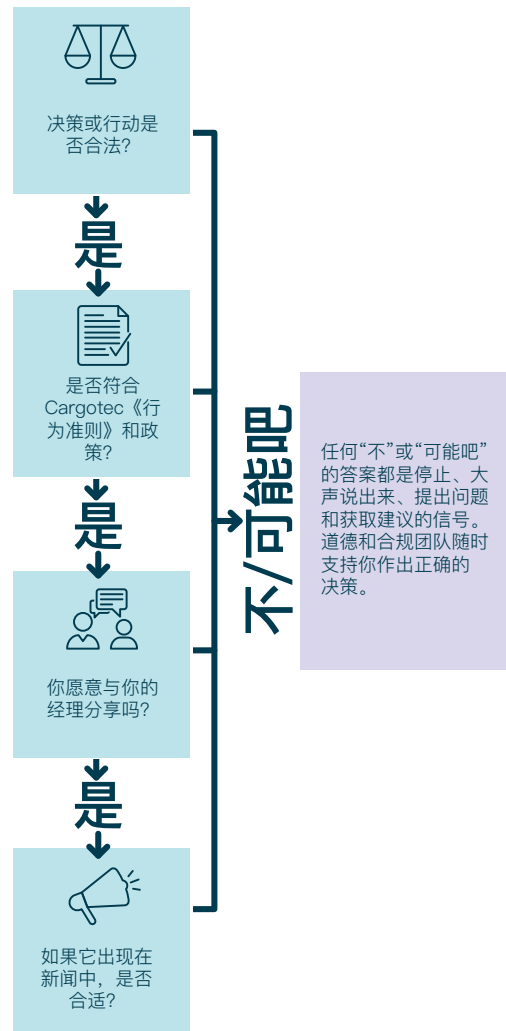 决策或行动是
否合法？
是
是否符合
Cargotec《行
为准则》和政
策？
是
你愿意与你的
经理分享吗？
是
如果它出现在
新闻中，是否
合适？
不/可能吧
任何“不”或“可能吧”
的答案都是停止、大
声说出来、提出问题
和获取建议的信号。
道德和合规团队随时
支持你作出正确的
决策。